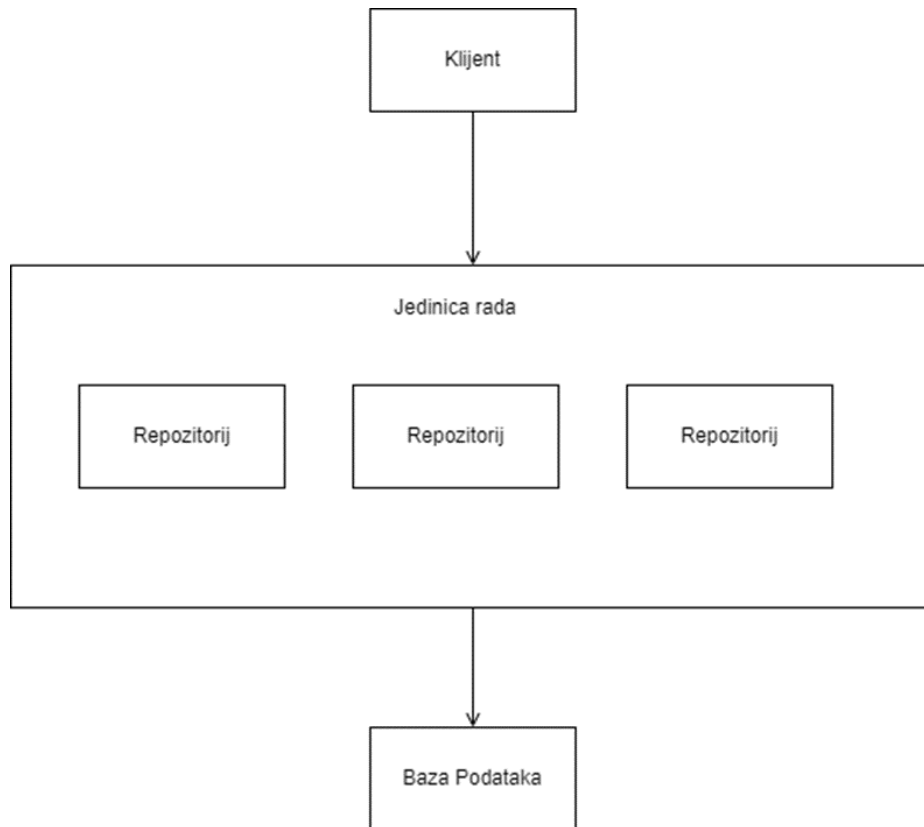 Klijent
Jedinica rada
Repozitorij
Repozitorij
Repozitorij
Baza Podataka